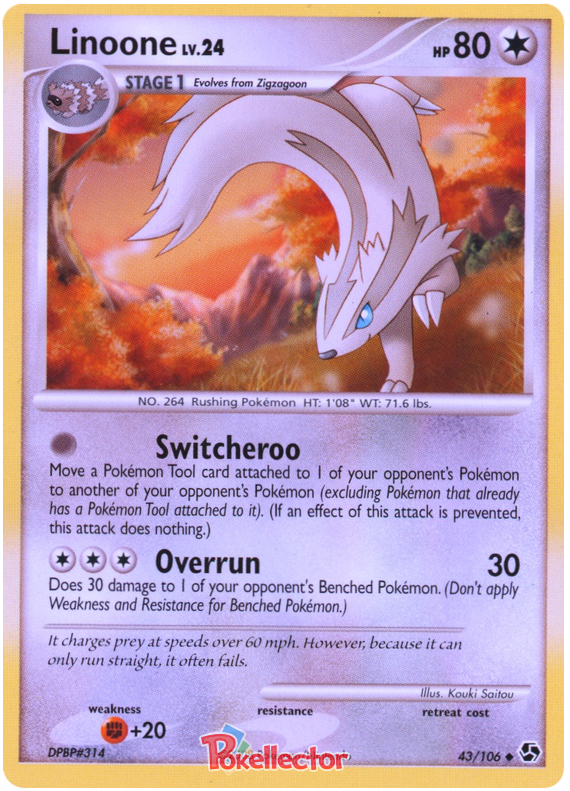 Linoone LV.24
HP 80
STAGE 1 Evolves from Zigzagoon
NO. 264 Rushing Pokémon HT: 1'08" WT: 71.6 lbs.
Switcheroo
Move a Pokémon Tool card attached to 1 of your opponent's Pokémon
to another of your opponent's Pokémon (excluding Pokémon that already
has a Pokémon Tool attached to it). (If an effect of this attack is prevented,
this attack does nothing.)
Overrun 30
Does 30 damage to 1 of your opponent's Benched Pokémon. (Don't apply
Weakness and Resistance for Benched Pokémon.)
It charges prey at speeds over 60 mph. However, because it can
only run straight, it often fails.
Illus. Kouki Saitou
weakness resistance retreat cost
+20
DPBP#314
Pokellector
43/106